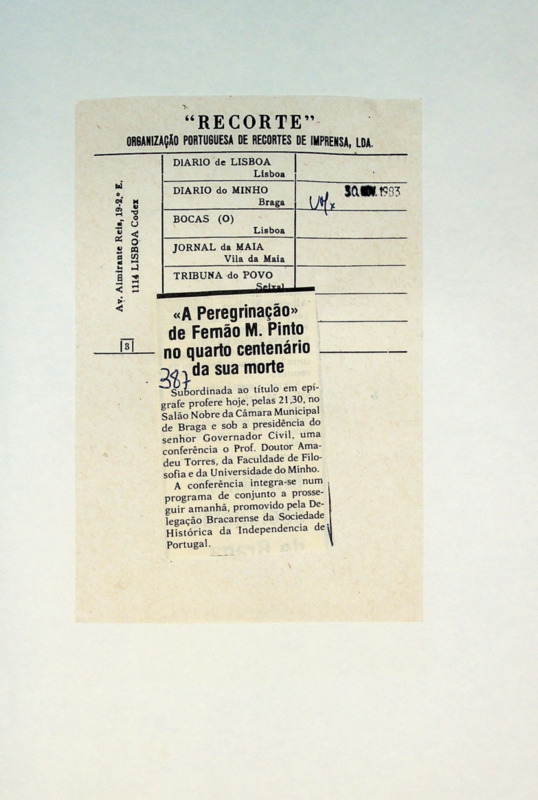 "RECORTE"
ORGANIZAÇÃO PORTUGUESA DE RECORTES DE IMPRENSA, LDA.
Av. Almirante Reis, 19-2.º E.
1114 LISBOA Codex
3
DIARIO de LISBOA
Lisboa
DIARIO do MINHO
Braga
30 1983
BOCAS (O)
Lisboa
JORNAL da MAIA
Vila da Maia
TRIBUNA do POVO
Seixal
«A Peregrinação»
de Fernão M. Pinto
no quarto centenário
da sua morte
387
Subordinada ao título em epí-
grafe profere hoje, pelas 21,30, no
Salão Nobre da Câmara Municipal
de Braga e sob a presidência do
senhor Governador Civil, uma
conferência o Prof. Doutor Ama-
deu Torres, da Faculdade de Filo-
sofia e da Universidade do Minho.
A conferência integra-se num
programa de conjunto a prosse-
guir amanhã, promovido pela De-
legação Bracarense da Sociedade
Histórica da Independencia de
Portugal.